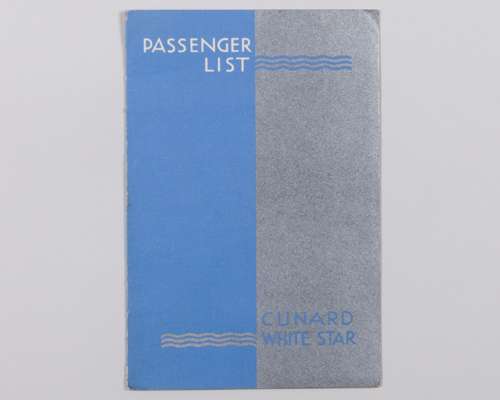 PASSENGER
LIST
CUNARD
WHITE STAR